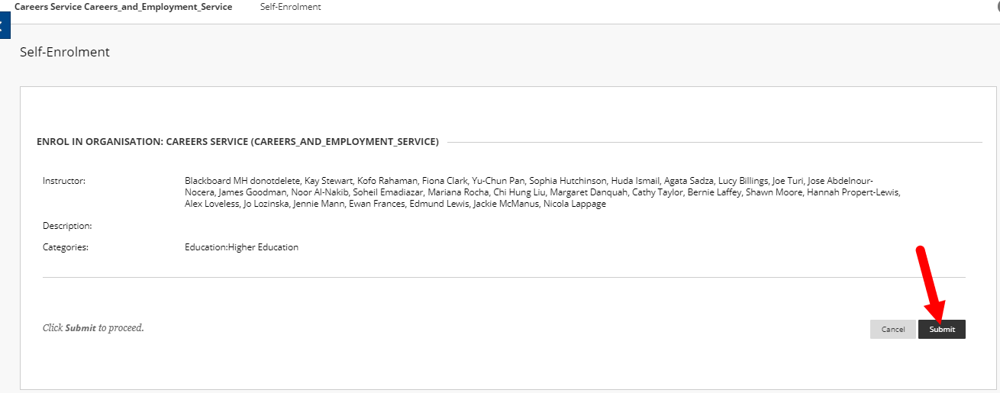 Careers Service Careers_and_Employment_Service Self-Enrolment
Self-Enrolment
ENROL IN ORGANISATION: CAREERS SERVICE (CAREERS_AND_EMPLOYMENT_SERVICE)
Instructor: Blackboard MH donotdelete, Kay Stewart, Kofo Rahaman, Fiona Clark, Yu-Chun Pan, Sophia Hutchinson, Huda Ismail, Agata Sadza, Lucy Billings, Joe Turi, Jose Abdelnour-
Nocera, James Goodman, Noor Al-Nakib, Soheil Emadiazar, Mariana Rocha, Chi Hung Liu, Margaret Danquah, Cathy Taylor, Bernie Laffey, Shawn Moore, Hannah Propert-Lewis,
Alex Loveless, Jo Lozinska, Jennie Mann, Ewan Frances, Edmund Lewis, Jackie McManus, Nicola Lappage
Description:
Categories: Education:Higher Education
Click Submit to proceed.
Cancel Submit